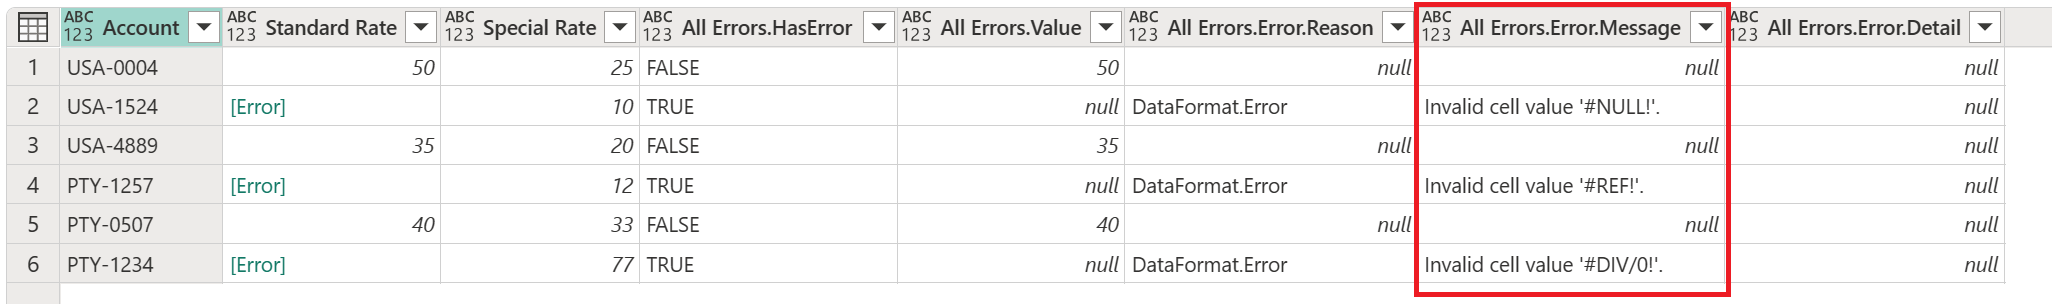 ABC 123 Account ABC 123 Standard Rate ABC 123 Special Rate ABC 123 All Errors.HasError ABC 123 All Errors.Value ABC 123 All Errors.Error.Reason ABC 123 All Errors.Error.Message ABC 123 All Errors.Error.Detail
1 USA-0004 50 25 FALSE 50 null null null
2 USA-1524 [Error] 10 TRUE null DataFormat.Error Invalid cell value '#NULL!'. null
3 USA-4889 35 20 FALSE 35 null null null
4 PTY-1257 [Error] 12 TRUE null DataFormat.Error Invalid cell value '#REF!'. null
5 PTY-0507 40 33 FALSE 40 null null null
6 PTY-1234 [Error] 77 TRUE null DataFormat.Error Invalid cell value '#DIV/0!'. null